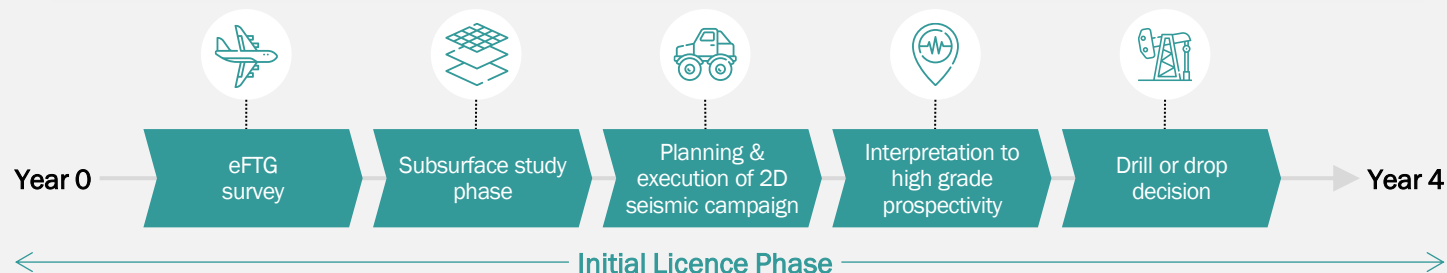 Year 0
eFTG
survey
Subsurface study
phase
Planning &
execution of 2D
seismic campaign
Interpretation to
high grade
prospectivity
Drill or drop
decision
Year 4
Initial Licence Phase